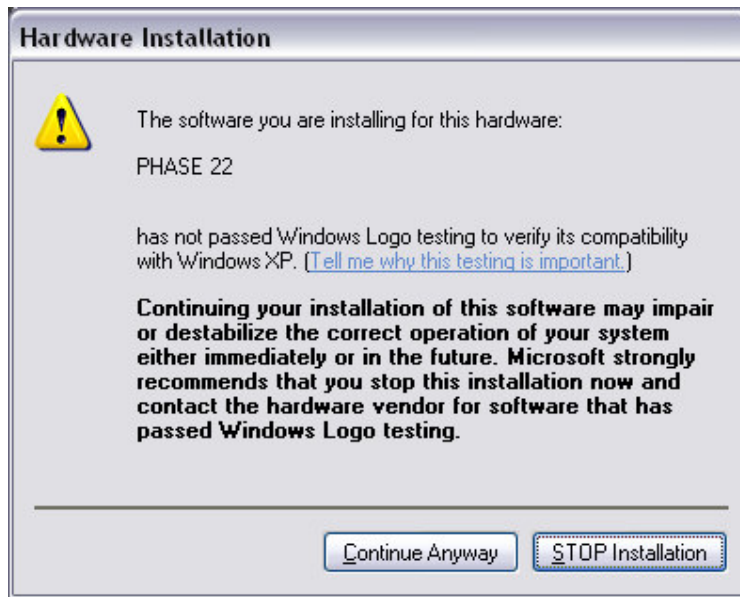 Hardware Installation
The software you are installing for this hardware:
PHASE 22
has not passed Windows Logo testing to verify its compatibility
with Windows XP. (Tell me why this testing is important.)
Continuing your installation of this software may impair
or destabilize the correct operation of your system
either immediately or in the future. Microsoft strongly
recommends that you stop this installation now and
contact the hardware vendor for software that has
passed Windows Logo testing.
Continue Anyway
STOP Installation